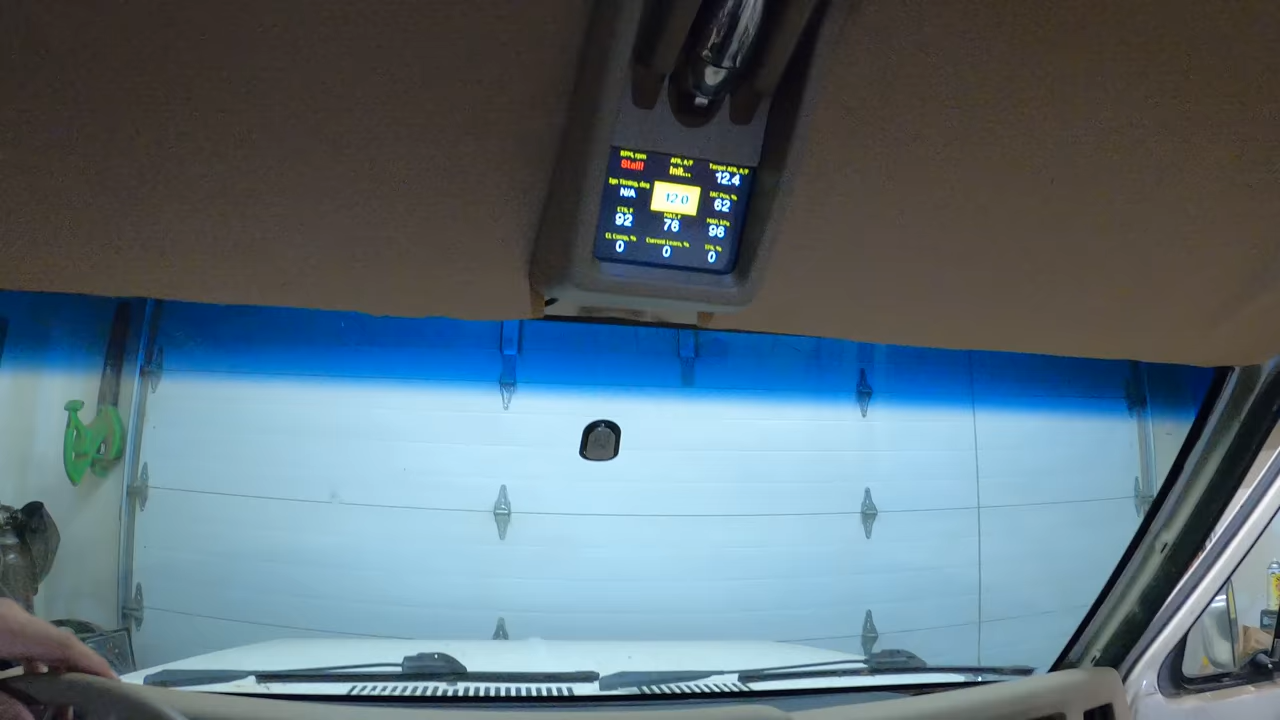 RPM, rpm AFR, A/F Target AFR, A/F
Stall! Init... 12.4
Ign Timing, deg IAC Pos, %
N/A 12.0 62
CTS, F MAT, F MAP, kPa
92 76 96
CL Comp, % Current Learn, % TPS, %
0 0 0